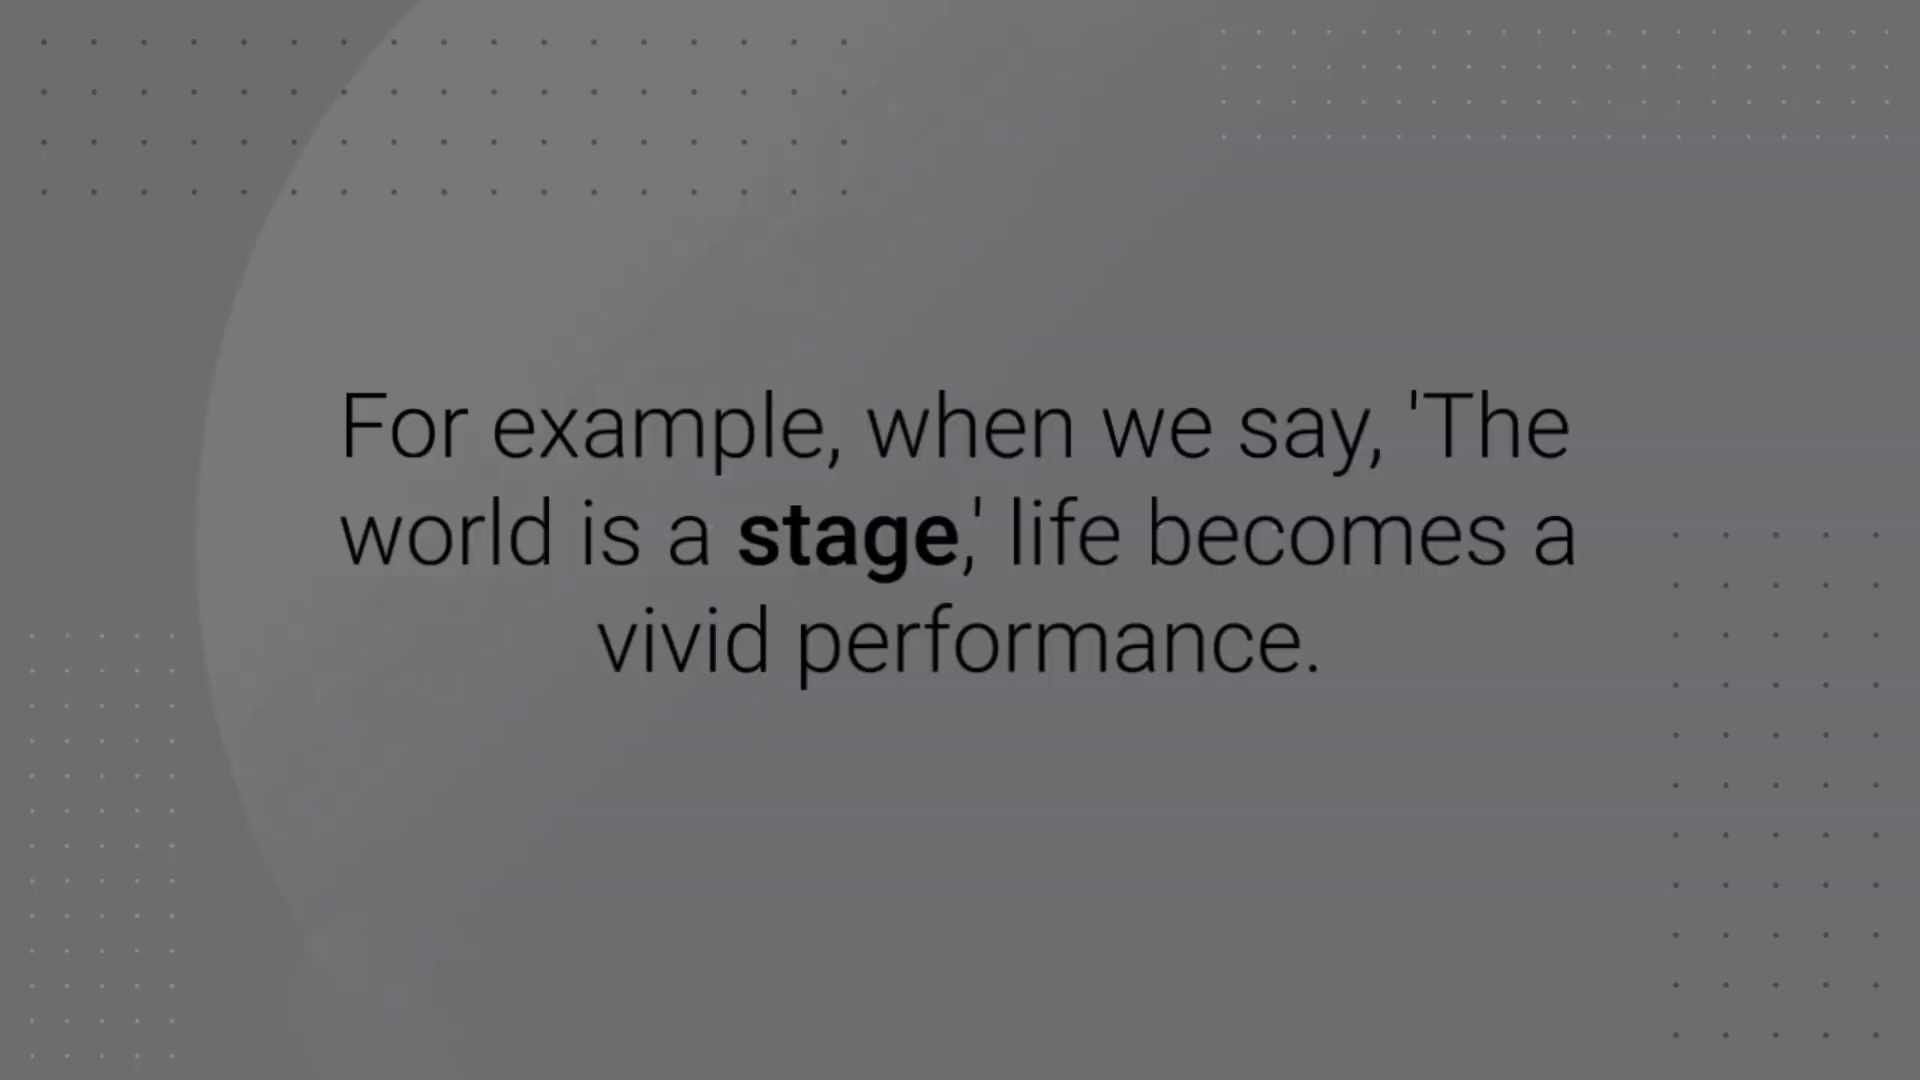 For example, when we say, 'The
world is a stage,' life becomes a
vivid performance.